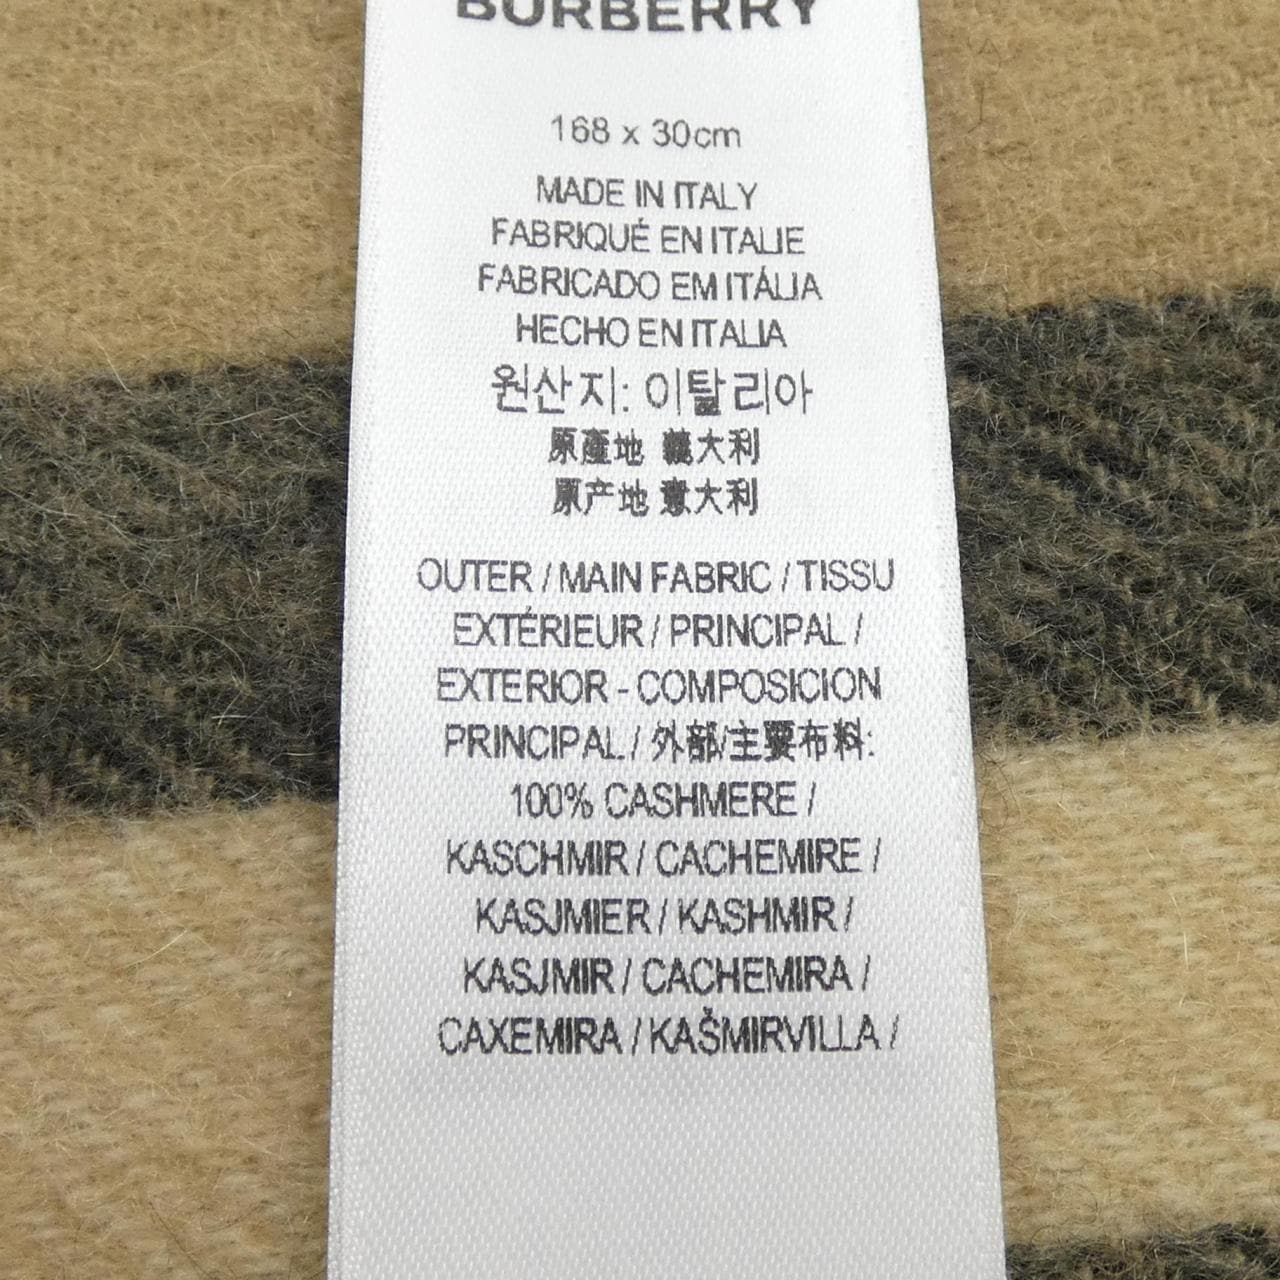 BURBERRY
168 x 30cm
MADE IN ITALY
FABRIQUÉ EN ITALIE
FABRICADO EM ITÁLIA
HECHO EN ITALIA
원산지: 이탈리아
原產地 義大利
原产地 意大利
OUTER / MAIN FABRIC / TISSU
EXTÉRIEUR / PRINCIPAL /
EXTERIOR - COMPOSICION
PRINCIPAL / 外部/主要布料:
100% CASHMERE /
KASCHMIR / CACHEMIRE /
KASJMIER / KASHMIR /
KASJMIR / CACHEMIRA /
CAXEMIRA / KAŠMIRVILLA /